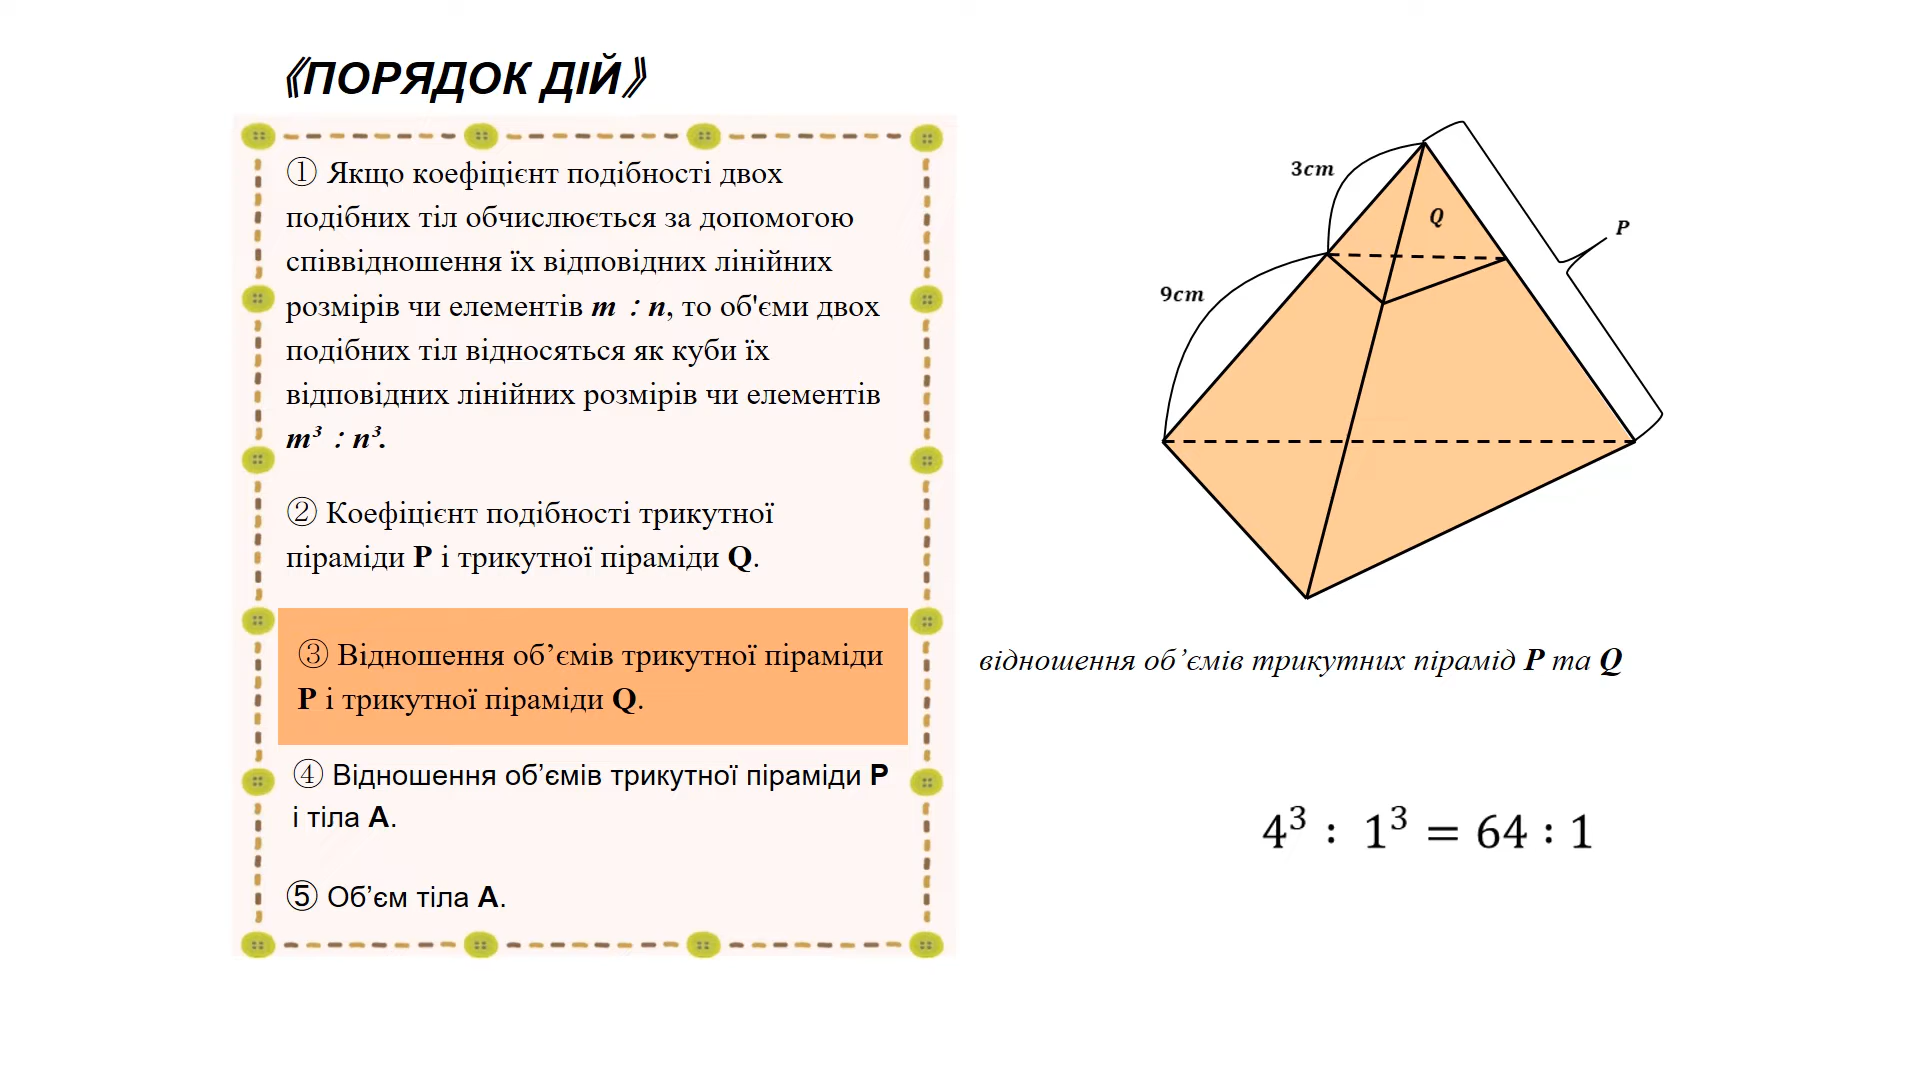 《ПОРЯДОК ДІЙ》
① Якщо коефіцієнт подібності двох
подібних тіл обчислюється за допомогою
співвідношення їх відповідних лінійних
розмірів чи елементів m : n, то об'єми двох
подібних тіл відносяться як куби їх
відповідних лінійних розмірів чи елементів
m³ : n³.
② Коефіцієнт подібності трикутної
піраміди P і трикутної піраміди Q.
③ Відношення об’ємів трикутної піраміди
P і трикутної піраміди Q.
④ Відношення об’ємів трикутної піраміди P
і тіла A.
⑤ Об’єм тіла A.
3cm
Q
P
9cm
відношення об’ємів трикутних пірамід P та Q
4³ : 1³ = 64 : 1